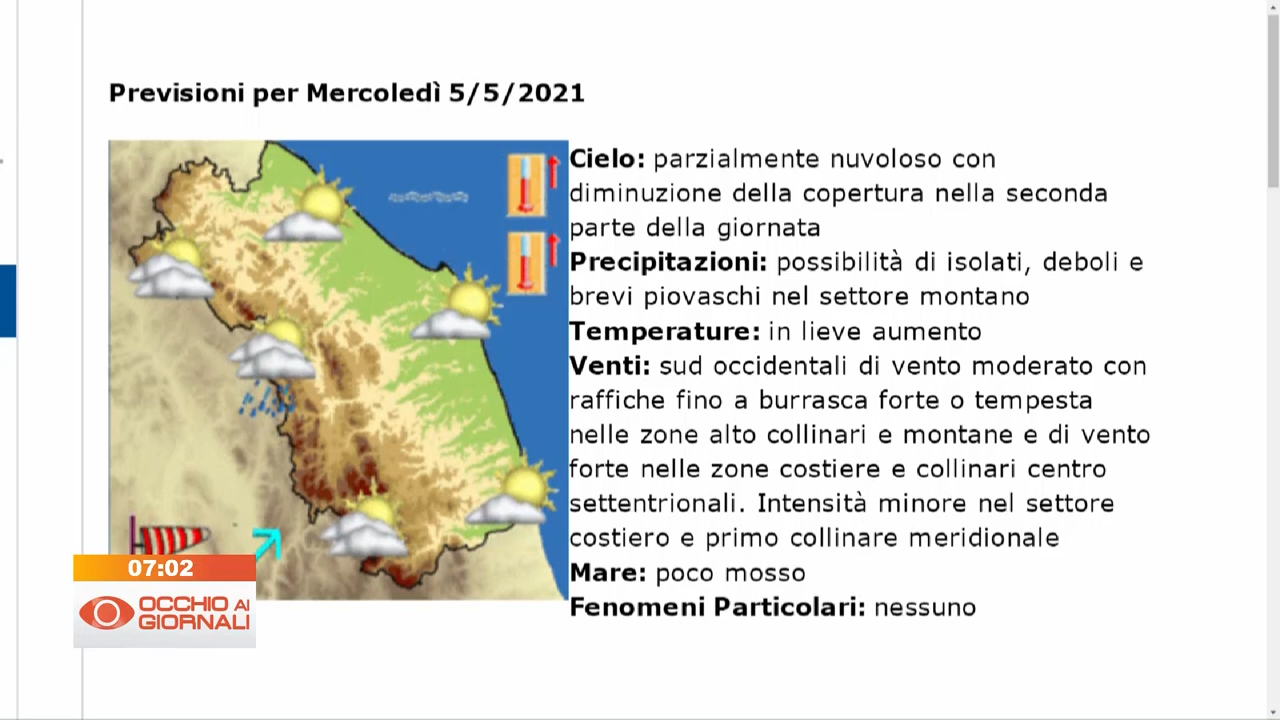 Previsioni per Mercoledì 5/5/2021
Cielo: parzialmente nuvoloso con
diminuzione della copertura nella seconda
parte della giornata
Precipitazioni: possibilità di isolati, deboli e
brevi piovaschi nel settore montano
Temperature: in lieve aumento
Venti: sud occidentali di vento moderato con
raffiche fino a burrasca forte o tempesta
nelle zone alto collinari e montane e di vento
forte nelle zone costiere e collinari centro
settentrionali. Intensità minore nel settore
costiero e primo collinare meridionale
Mare: poco mosso
Fenomeni Particolari: nessuno
07:02
OCCHIO AI
GIORNALI